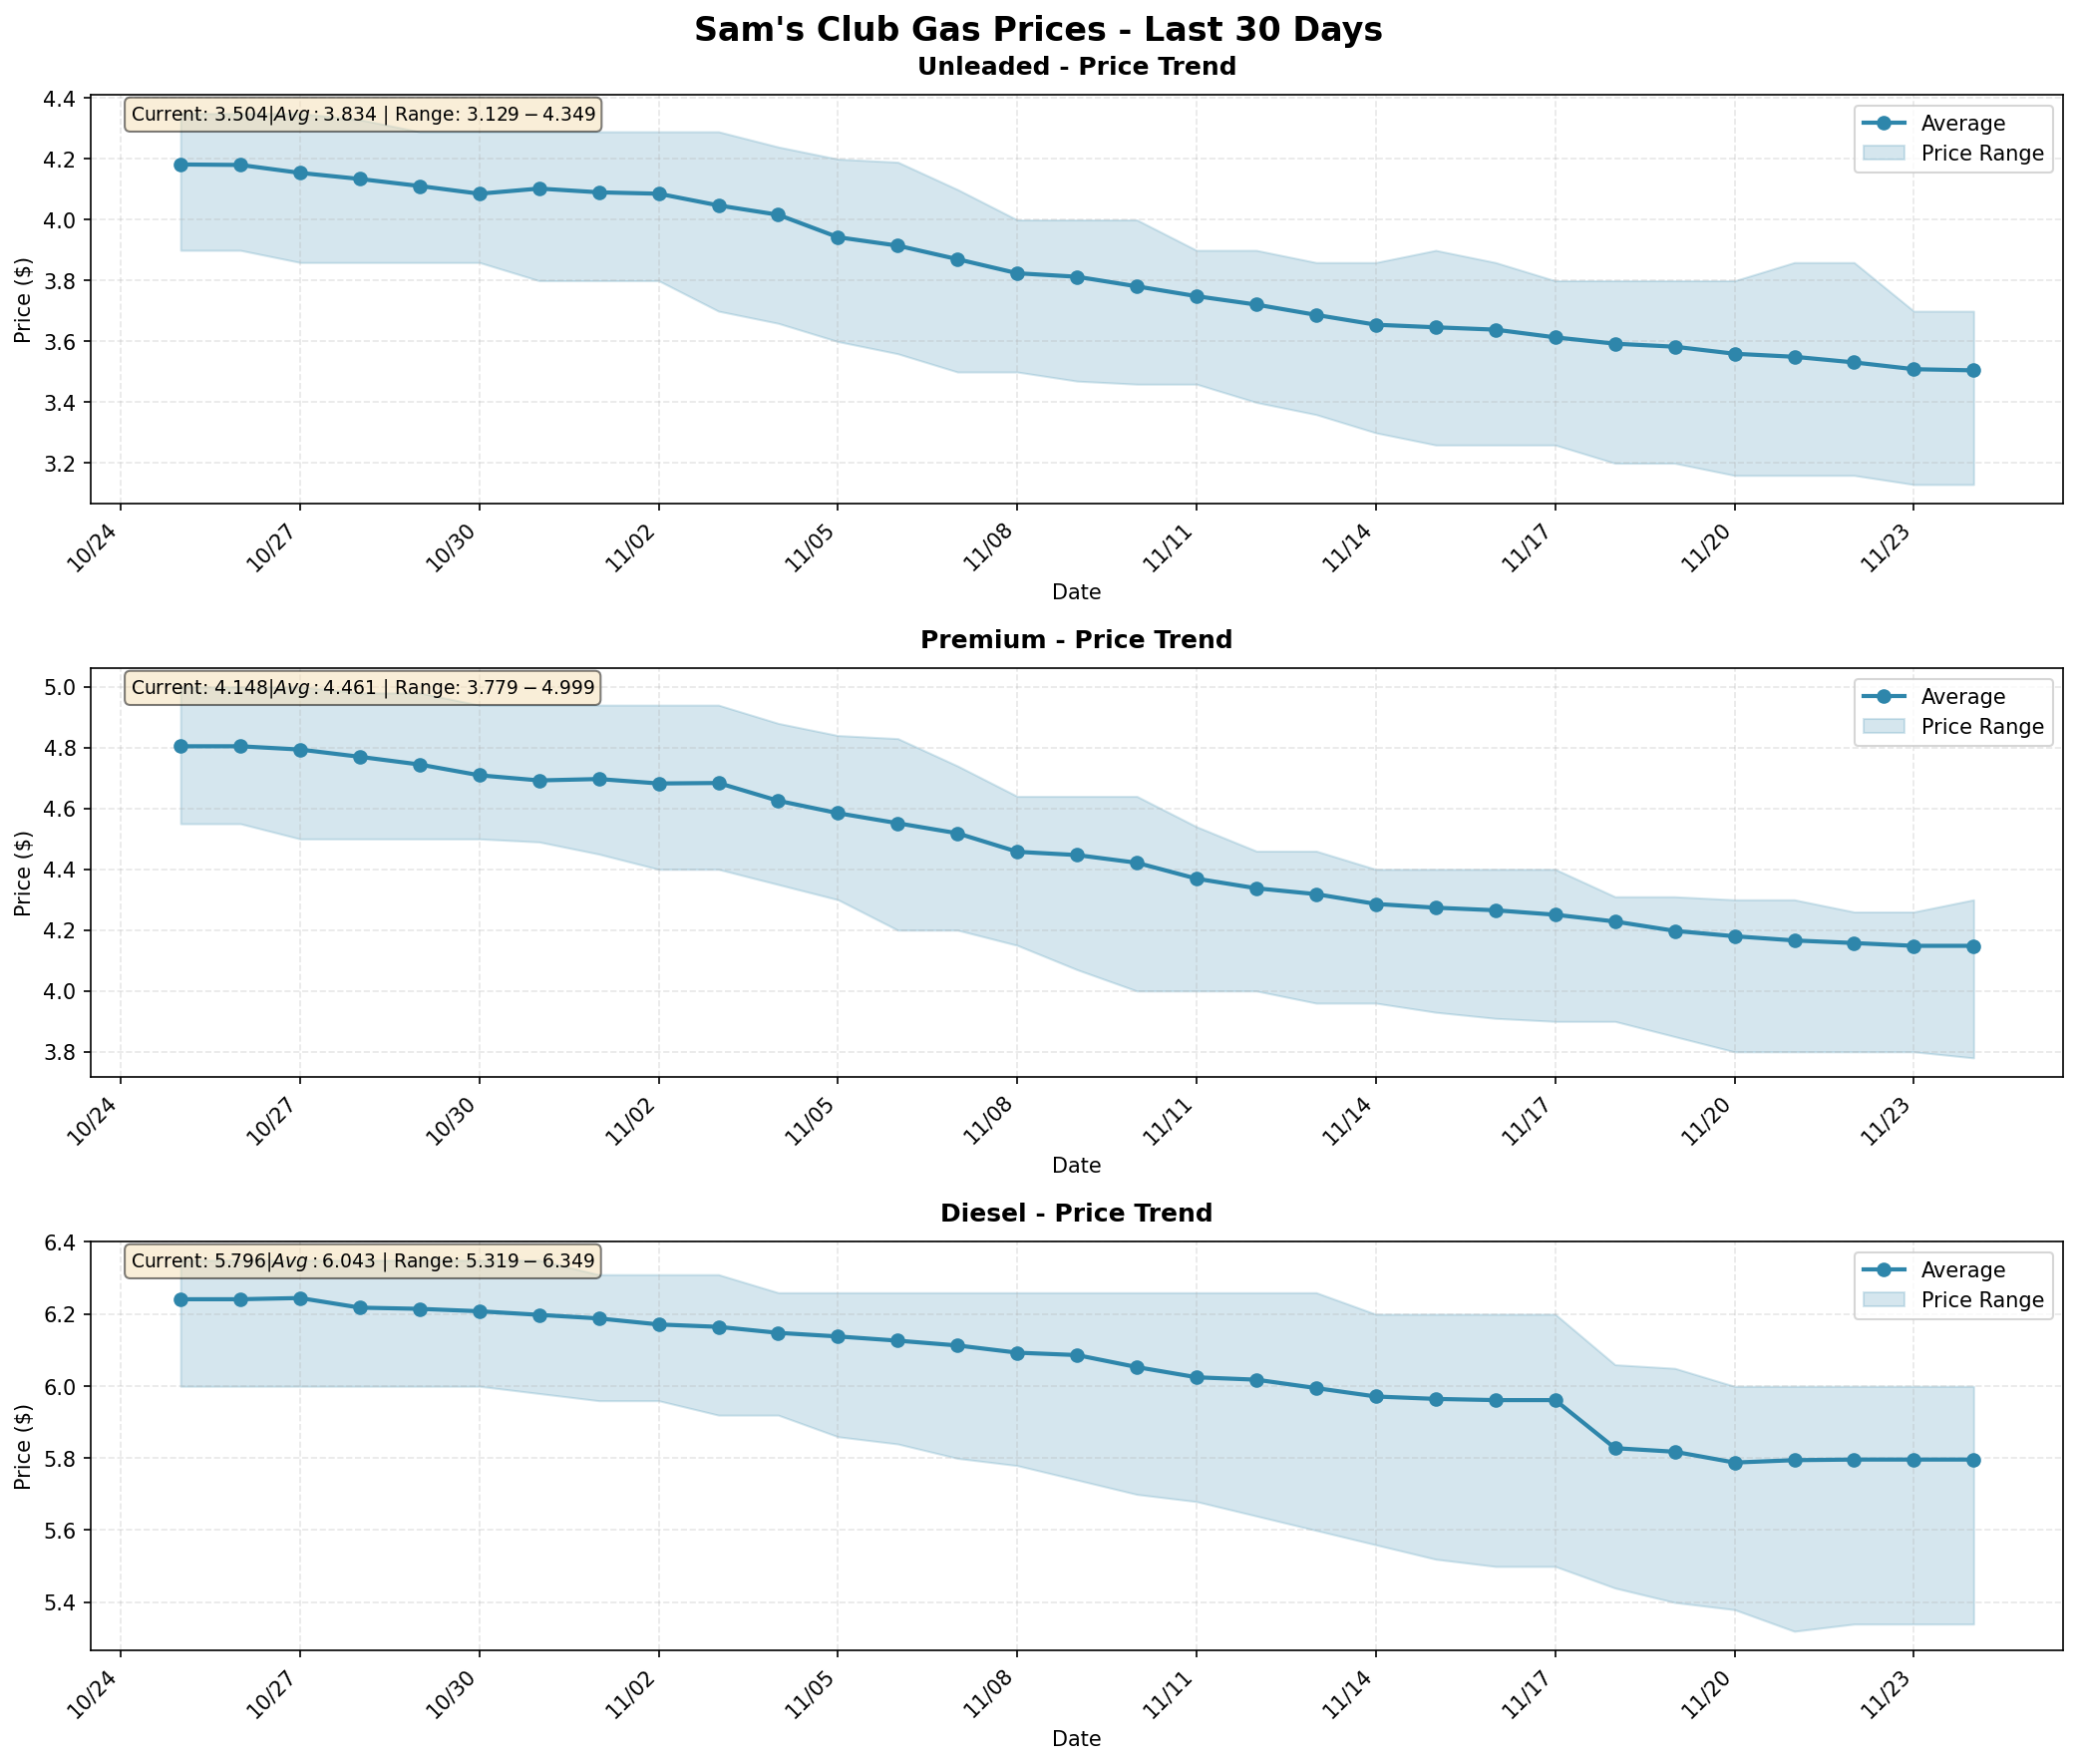 Sam's Club Gas Prices - Last 30 Days
Unleaded - Price Trend
Current: 3.504|Avg:3.834 | Range: 3.129 − 4.349
Average
Price Range
Price ($)
4.4
4.2
4.0
3.8
3.6
3.4
3.2
10/24 10/27 10/30 11/02 11/05 11/08 11/11 11/14 11/17 11/20 11/23
Date
Premium - Price Trend
Current: 4.148|Avg:4.461 | Range: 3.779 − 4.999
Average
Price Range
Price ($)
5.0
4.8
4.6
4.4
4.2
4.0
3.8
10/24 10/27 10/30 11/02 11/05 11/08 11/11 11/14 11/17 11/20 11/23
Date
Diesel - Price Trend
Current: 5.796|Avg:6.043 | Range: 5.319 − 6.349
Average
Price Range
Price ($)
6.4
6.2
6.0
5.8
5.6
5.4
10/24 10/27 10/30 11/02 11/05 11/08 11/11 11/14 11/17 11/20 11/23
Date